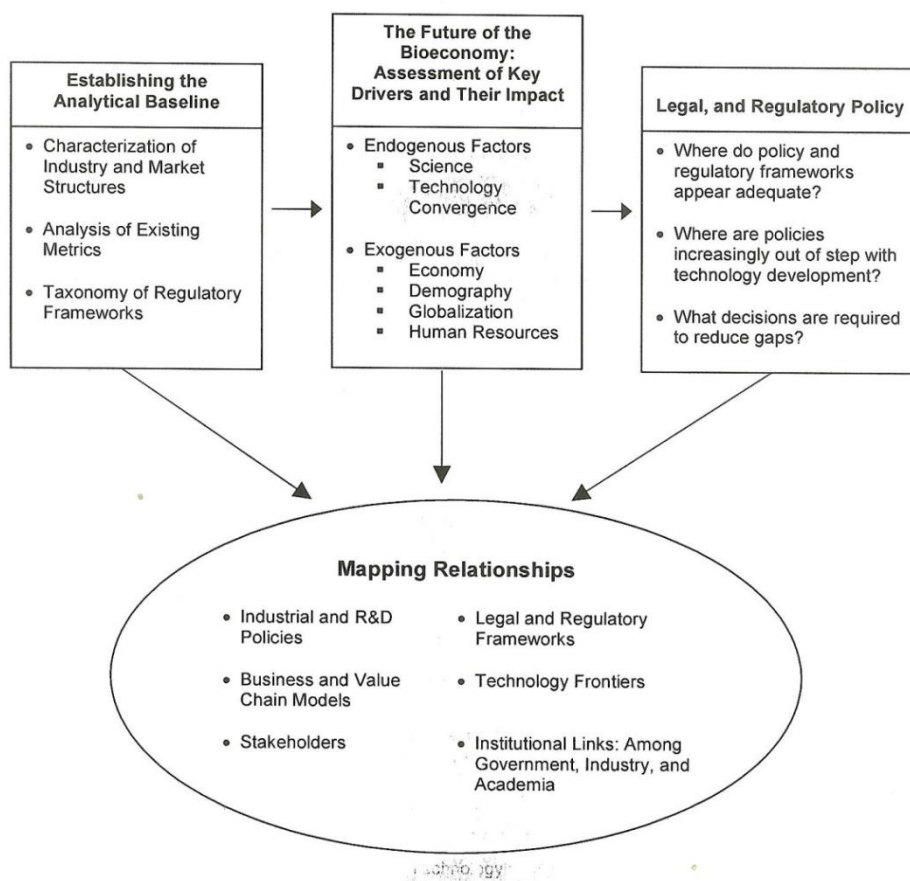 Establishing the
Analytical Baseline
• Characterization of
Industry and Market
Structures
• Analysis of Existing
Metrics
• Taxonomy of Regulatory
Frameworks
The Future of the
Bioeconomy:
Assessment of Key
Drivers and Their Impact
• Endogenous Factors
▪ Science
▪ Technology
Convergence
• Exogenous Factors
▪ Economy
▪ Demography
▪ Globalization
▪ Human Resources
Legal, and Regulatory Policy
• Where do policy and
regulatory frameworks
appear adequate?
• Where are policies
increasingly out of step with
technology development?
• What decisions are required
to reduce gaps?
Mapping Relationships
• Industrial and R&D
Policies
• Business and Value
Chain Models
• Stakeholders
• Legal and Regulatory
Frameworks
• Technology Frontiers
• Institutional Links: Among
Government, Industry, and
Academia